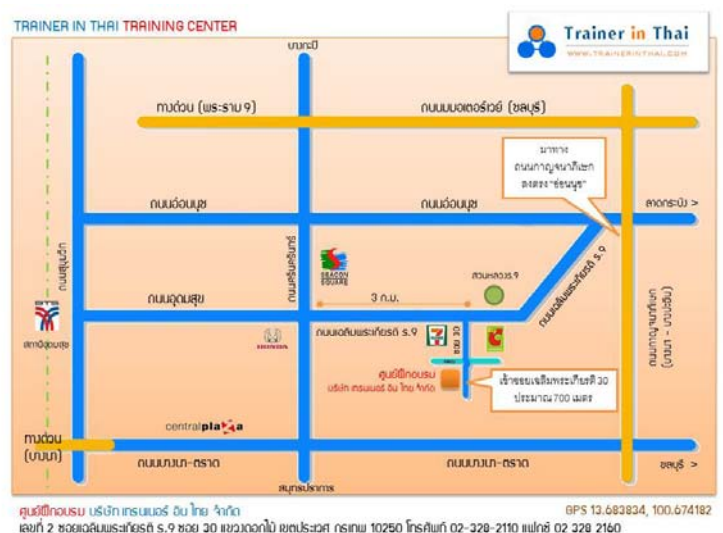 TRAINER IN THAI TRAINING CENTER
Trainer in Thai
WWW.TRAINERINTHAI.COM
บางกะปิ
ทางด่วน (พระราม 9)
ถนนมอเตอร์เวย์ (ชลบุรี)
มาทาง
ถนนกาญจนาภิเษก
ลงตรง "อ่อนนุช"
ถนนอ่อนนุช
ถนนอ่อนนุช
ลาดกระบัง >
ถนนสุขุมวิท
ถนนศรีนครินทร์
SEACON
SQUARE
สวนหลวงร.9
ถนนเฉลิมพระเกียรติ ร.9
ถนนอุดมสุข
3 ก.ม.
BTS
สถานีอุดมสุข
HONDA
ถนนเฉลิมพระเกียรติ ร.9
7 ELEVEN
ซอย 30
ถนนกาญจนาภิเษก
(บางนา - บางปะอิน)
ศูนย์ฝึกอบรม
บริษัท เทรนเนอร์ อิน ไทย จำกัด
เข้าซอยเฉลิมพระเกียรติ 30
ประมาณ 700 เมตร
centralplaza
ทางด่วน
(บางนา)
ถนนบางนา-ตราด
ถนนบางนา-ตราด
ชลบุรี >
สมุทรปราการ
ศูนย์ฝึกอบรม บริษัท เทรนเนอร์ อิน ไทย จำกัด
GPS 13.683834, 100.674182
เลขที่ 2 ซอยเฉลิมพระเกียรติ ร.9 ซอย 30 แขวงดอกไม้ เขตประเวศ กรุงเทพ 10250 โทรศัพท์ 02-328-2110 แฟกซ์ 02 328 2160